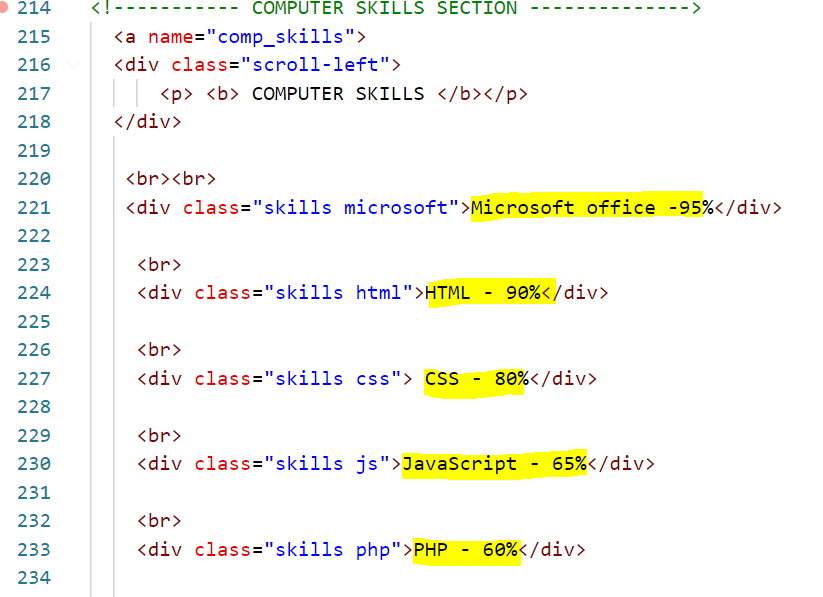 214 <!----------- COMPUTER SKILLS SECTION -------------->
215 <a name="comp_skills">
216 <div class="scroll-left">
217 <p> <b> COMPUTER SKILLS </b></p>
218 </div>
219
220 <br><br>
221 <div class="skills microsoft">Microsoft office -95%</div>
222
223 <br>
224 <div class="skills html">HTML - 90%</div>
225
226 <br>
227 <div class="skills css"> CSS - 80%</div>
228
229 <br>
230 <div class="skills js">JavaScript - 65%</div>
231
232 <br>
233 <div class="skills php">PHP - 60%</div>
234